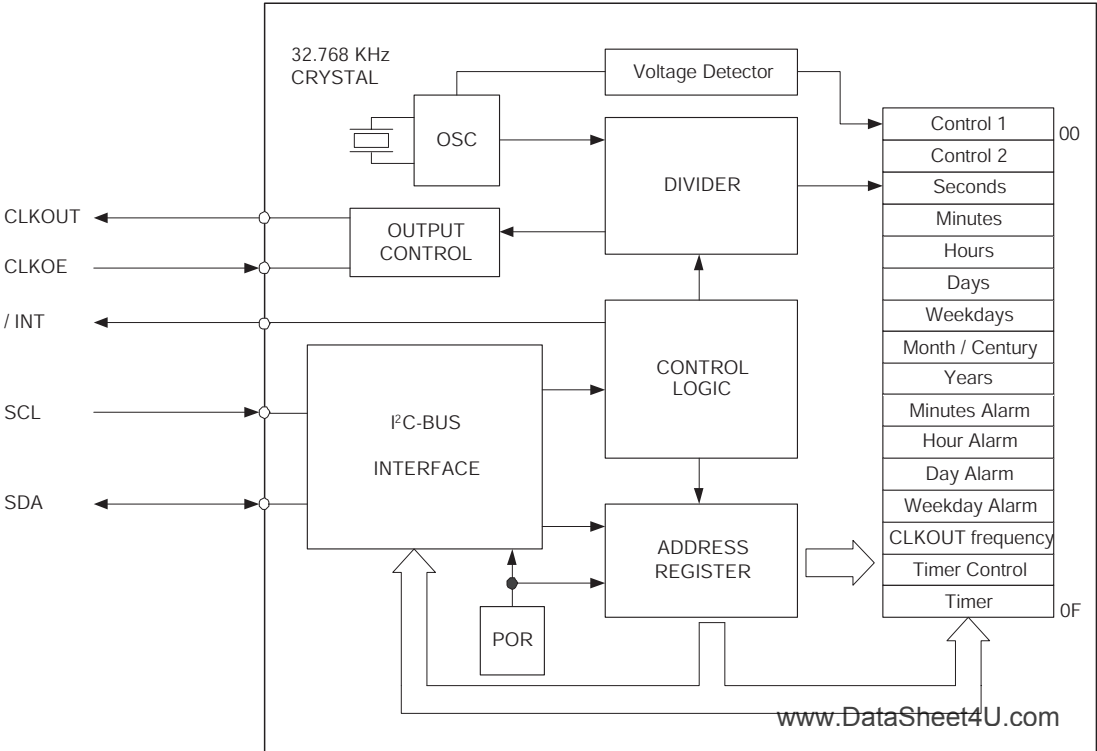 32.768 KHz
CRYSTAL
Voltage Detector
OSC
DIVIDER
CLKOUT
OUTPUT
CONTROL
CLKOE
/ INT
CONTROL
LOGIC
SCL
I²C-BUS
INTERFACE
SDA
ADDRESS
REGISTER
POR
Control 1
00
Control 2
Seconds
Minutes
Hours
Days
Weekdays
Month / Century
Years
Minutes Alarm
Hour Alarm
Day Alarm
Weekday Alarm
CLKOUT frequency
Timer Control
Timer
0F
www.DataSheet4U.com